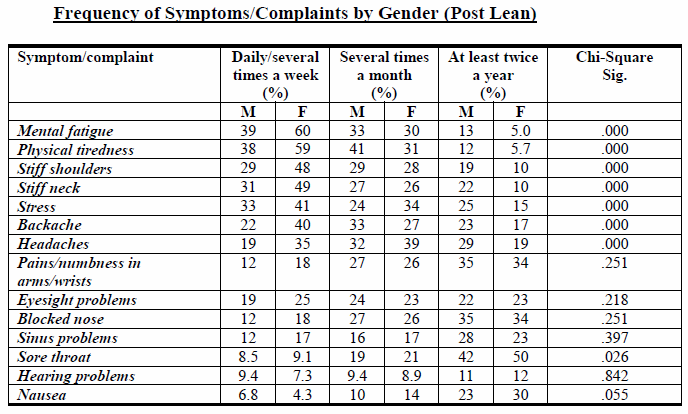 Frequency of Symptoms/Complaints by Gender (Post Lean)
Symptom/complaint Daily/several times a week (%) Several times a month (%) At least twice a year (%) Chi-Square Sig.
M F M F M F
Mental fatigue 39 60 33 30 13 5.0 .000
Physical tiredness 38 59 41 31 12 5.7 .000
Stiff shoulders 29 48 29 28 19 10 .000
Stiff neck 31 49 27 26 22 10 .000
Stress 33 41 24 34 25 15 .000
Backache 22 40 33 27 23 17 .000
Headaches 19 35 32 39 29 19 .000
Pains/numbness in arms/wrists 12 18 27 26 35 34 .251
Eyesight problems 19 25 24 23 22 23 .218
Blocked nose 12 18 27 26 35 34 .251
Sinus problems 12 17 16 17 28 23 .397
Sore throat 8.5 9.1 19 21 42 50 .026
Hearing problems 9.4 7.3 9.4 8.9 11 12 .842
Nausea 6.8 4.3 10 14 23 30 .055